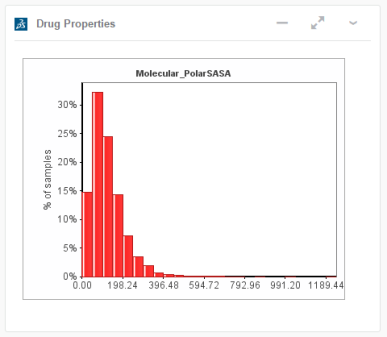 Drug Properties
Molecular_PolarSASA
% of samples
30%
25%
20%
15%
10%
5%
0%
0.00 198.24 396.48 594.72 792.96 991.20 1189.44